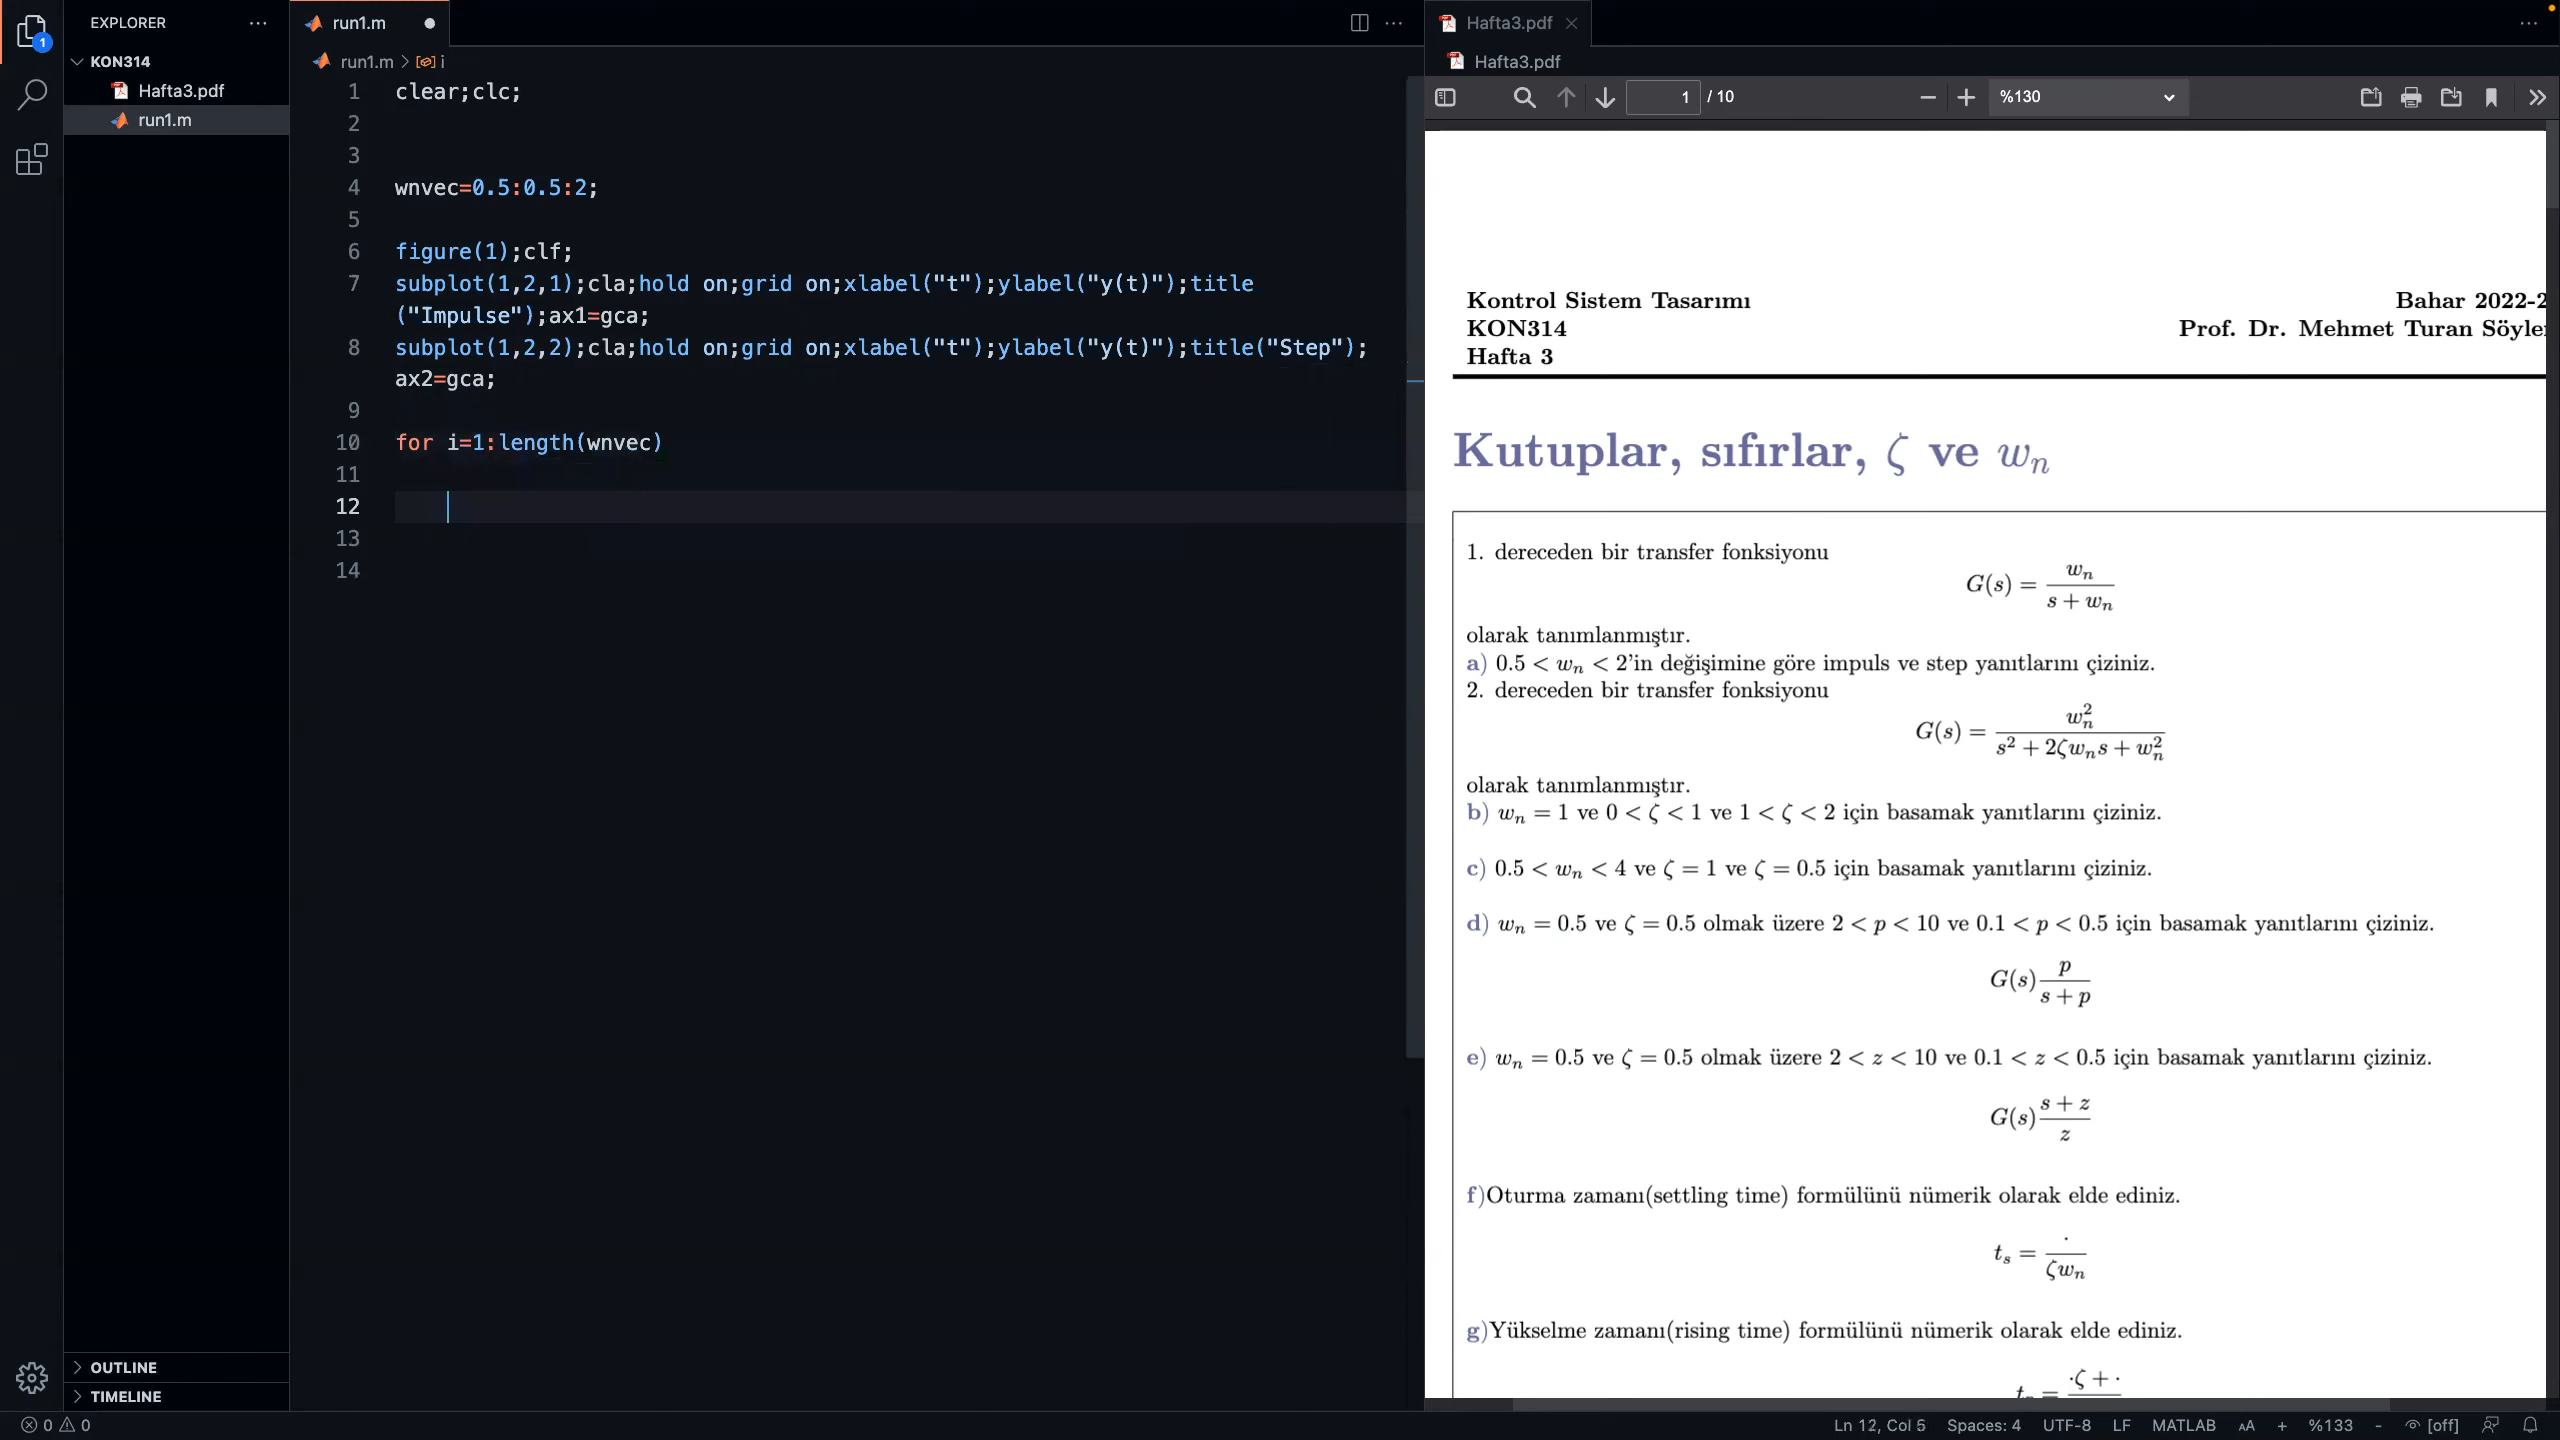 EXPLORER
KON314
Hafta3.pdf
run1.m
OUTLINE
TIMELINE
1
run1.m
run1.m > i
1 clear;clc;
2
3
4 wnvec=0.5:0.5:2;
5
6 figure(1);clf;
7 subplot(1,2,1);cla;hold on;grid on;xlabel("t");ylabel("y(t)");title
("Impulse");ax1=gca;
8 subplot(1,2,2);cla;hold on;grid on;xlabel("t");ylabel("y(t)");title("Step");
ax2=gca;
9
10 for i=1:length(wnvec)
11
12
13
14
Hafta3.pdf
Hafta3.pdf
1 / 10
%130
Kontrol Sistem Tasarımı
Bahar 2022-2
KON314
Prof. Dr. Mehmet Turan Söyle
Hafta 3
Kutuplar, sıfırlar, ζ ve wₙ
1. dereceden bir transfer fonksiyonu
G(s) = wₙ / (s + wₙ)
olarak tanımlanmıştır.
a) 0.5 < wₙ < 2’in değişimine göre impuls ve step yanıtlarını çiziniz.
2. dereceden bir transfer fonksiyonu
G(s) = wₙ² / (s² + 2ζwₙs + wₙ²)
olarak tanımlanmıştır.
b) wₙ = 1 ve 0 < ζ < 1 ve 1 < ζ < 2 için basamak yanıtlarını çiziniz.
c) 0.5 < wₙ < 4 ve ζ = 1 ve ζ = 0.5 için basamak yanıtlarını çiziniz.
d) wₙ = 0.5 ve ζ = 0.5 olmak üzere 2 < p < 10 ve 0.1 < p < 0.5 için basamak yanıtlarını çiziniz.
G(s) p / (s + p)
e) wₙ = 0.5 ve ζ = 0.5 olmak üzere 2 < z < 10 ve 0.1 < z < 0.5 için basamak yanıtlarını çiziniz.
G(s) (s + z) / z
f)Oturma zamanı(settling time) formülünü nümerik olarak elde ediniz.
tₛ = · / ζwₙ
g)Yükselme zamanı(rising time) formülünü nümerik olarak elde ediniz.
·ζ + ·
0 0
Ln 12, Col 5 Spaces: 4 UTF-8 LF MATLAB AA + %133 - [off]